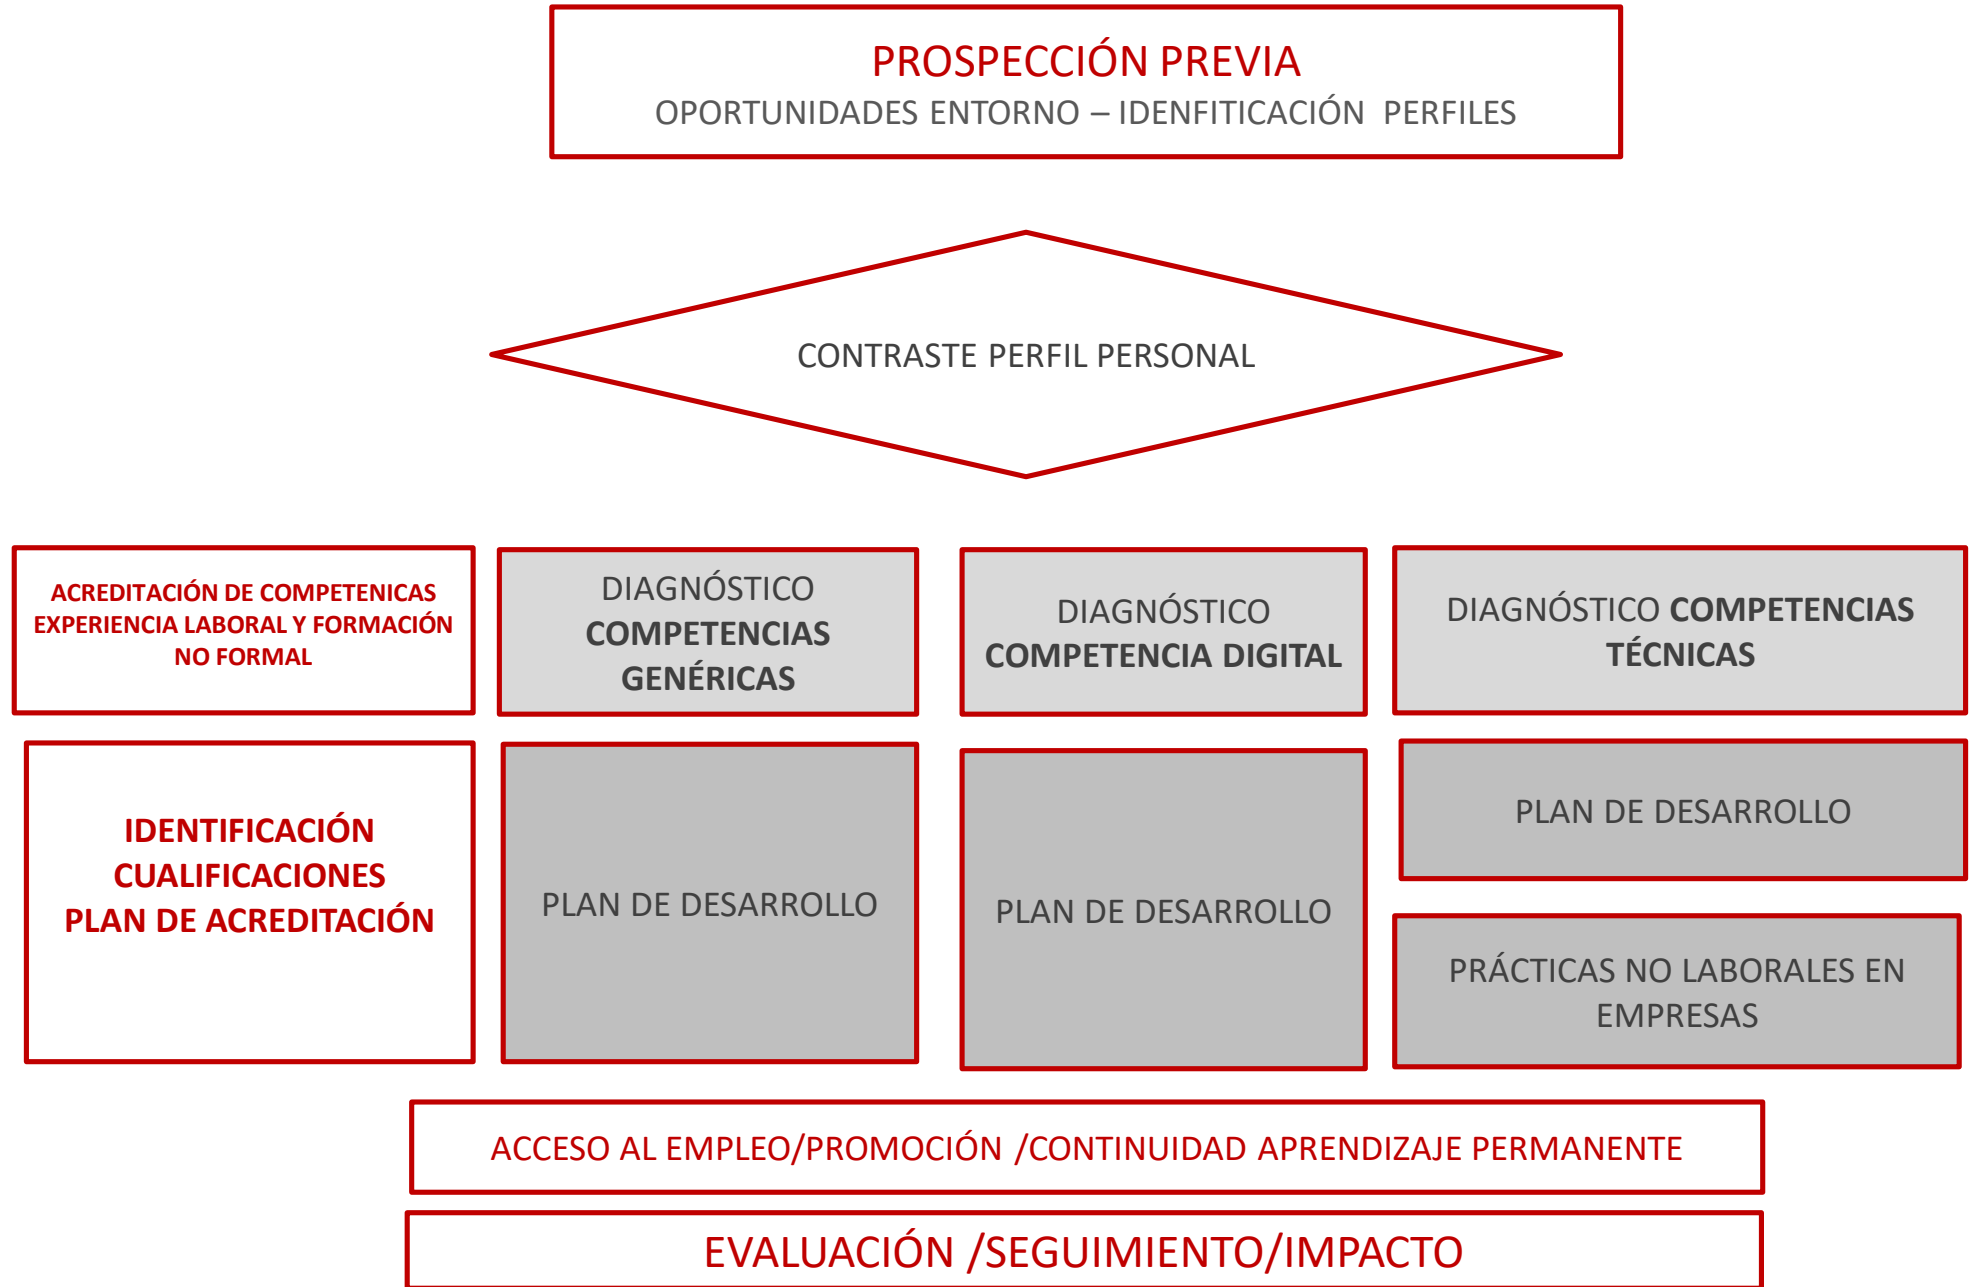 PROSPECCIÓN PREVIA
OPORTUNIDADES ENTORNO – IDENFITICACIÓN PERFILES
CONTRASTE PERFIL PERSONAL
ACREDITACIÓN DE COMPETENICAS
EXPERIENCIA LABORAL Y FORMACIÓN
NO FORMAL
DIAGNÓSTICO
COMPETENCIAS
GENÉRICAS
DIAGNÓSTICO
COMPETENCIA DIGITAL
DIAGNÓSTICO COMPETENCIAS
TÉCNICAS
IDENTIFICACIÓN
CUALIFICACIONES
PLAN DE ACREDITACIÓN
PLAN DE DESARROLLO
PLAN DE DESARROLLO
PLAN DE DESARROLLO
PRÁCTICAS NO LABORALES EN
EMPRESAS
ACCESO AL EMPLEO/PROMOCIÓN /CONTINUIDAD APRENDIZAJE PERMANENTE
EVALUACIÓN /SEGUIMIENTO/IMPACTO